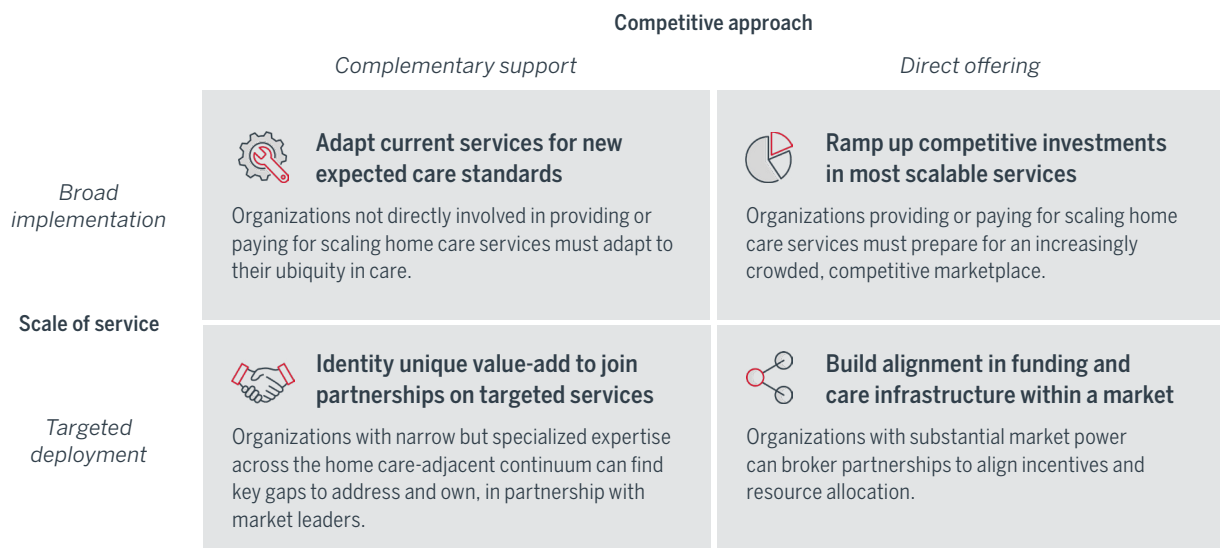 Competitive approach
Complementary support
Direct offering
Broad
implementation
Adapt current services for new
expected care standards
Organizations not directly involved in providing or
paying for scaling home care services must adapt to
their ubiquity in care.
Ramp up competitive investments
in most scalable services
Organizations providing or paying for scaling home
care services must prepare for an increasingly
crowded, competitive marketplace.
Scale of service
Targeted
deployment
Identity unique value-add to join
partnerships on targeted services
Organizations with narrow but specialized expertise
across the home care-adjacent continuum can find
key gaps to address and own, in partnership with
market leaders.
Build alignment in funding and
care infrastructure within a market
Organizations with substantial market power
can broker partnerships to align incentives and
resource allocation.